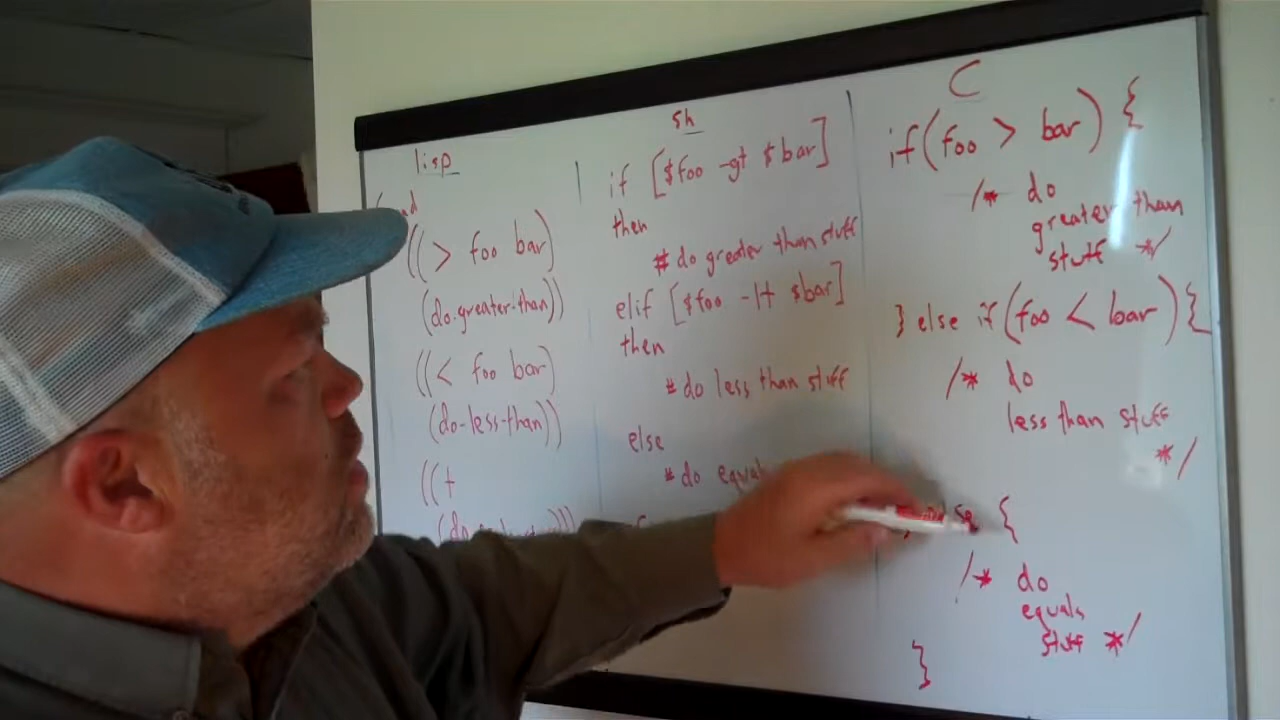 lisp
((> foo bar)
(do-greater-than))
((< foo bar)
(do-less-than))
((t
sh
if [$foo -gt $bar]
then
# do greater than stuff
elif [$foo -lt $bar]
then
# do less than stuff
else
# do equals
C
if (foo > bar) {
/* do
greater than
stuff */
} else if (foo < bar) {
/* do
less than stuff
*/
{
/* do
equals
stuff */
}